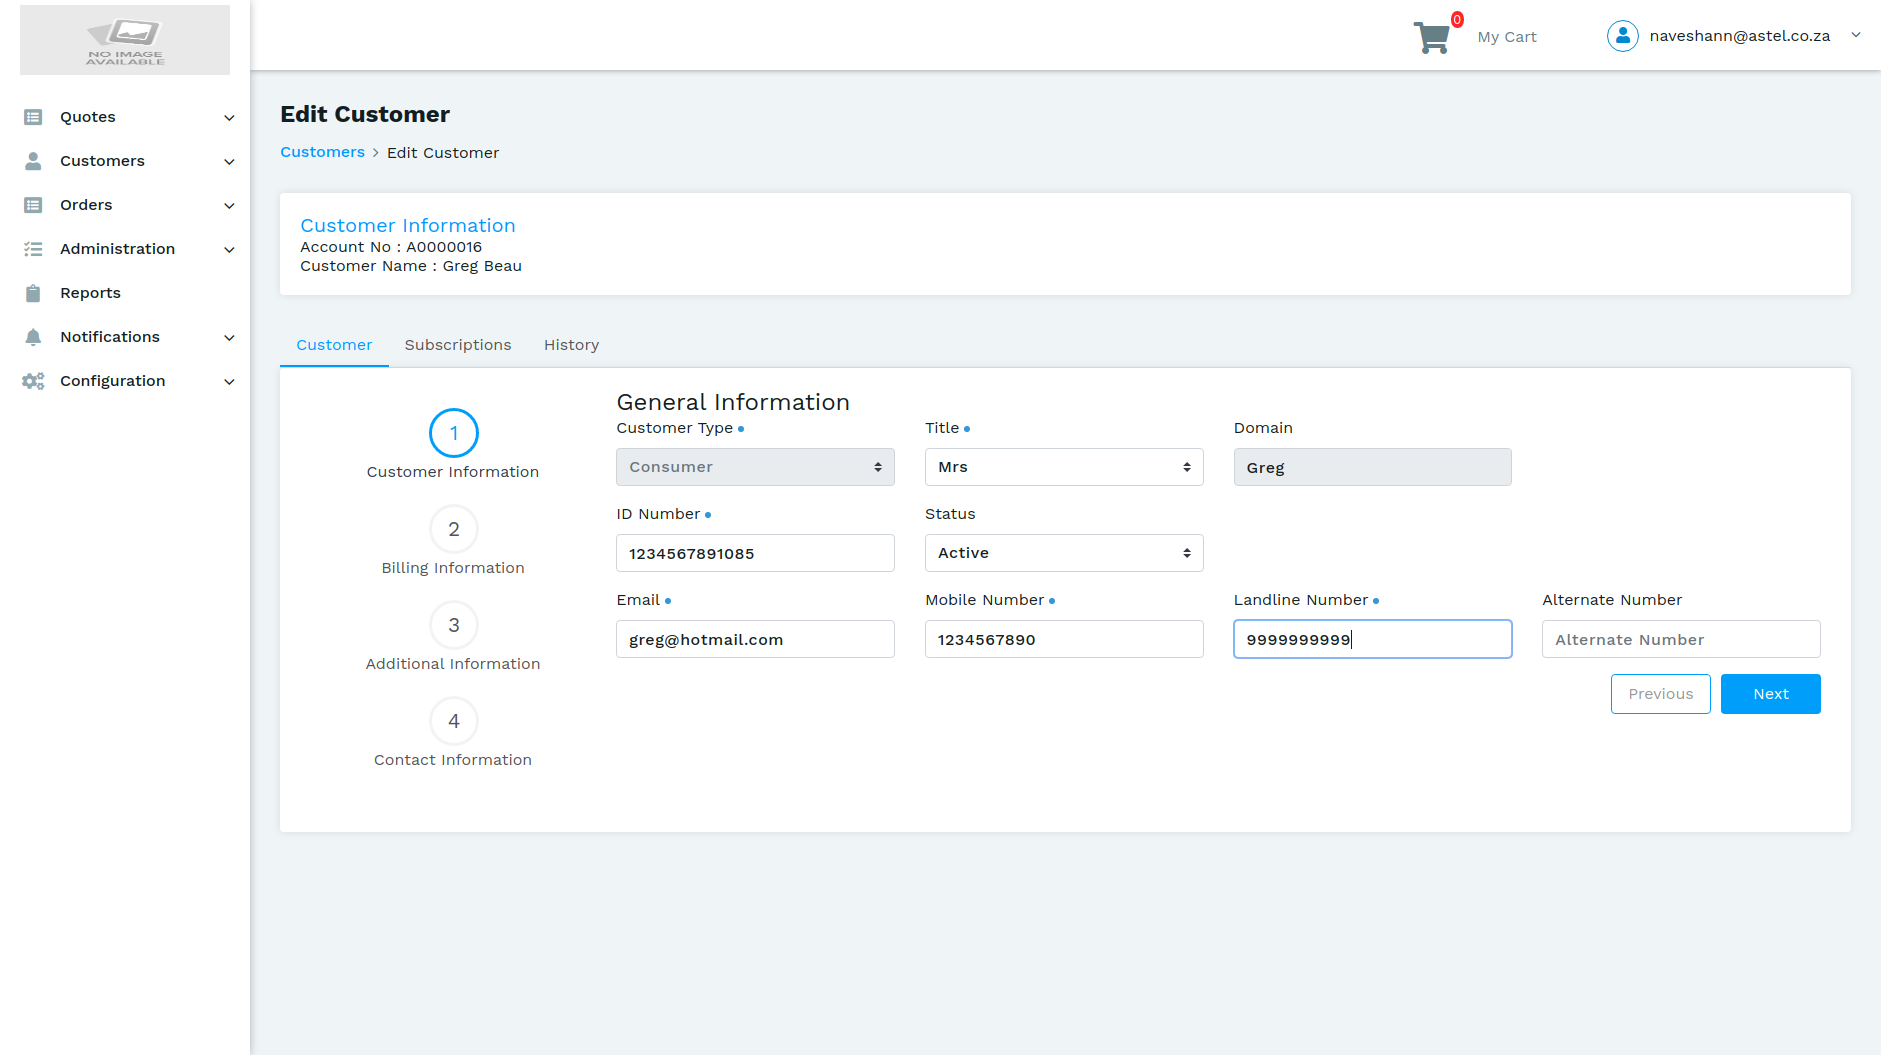 NO IMAGE
AVAILABLE
0
My Cart
naveshann@astel.co.za
Quotes
Customers
Orders
Administration
Reports
Notifications
Configuration
Edit Customer
Customers > Edit Customer
Customer Information
Account No : A0000016
Customer Name : Greg Beau
Customer Subscriptions History
1
Customer Information
2
Billing Information
3
Additional Information
4
Contact Information
General Information
Customer Type Title Domain
Consumer Mrs Greg
ID Number Status
1234567891085 Active
Email Mobile Number Landline Number Alternate Number
greg@hotmail.com 1234567890 9999999999 Alternate Number
Previous Next